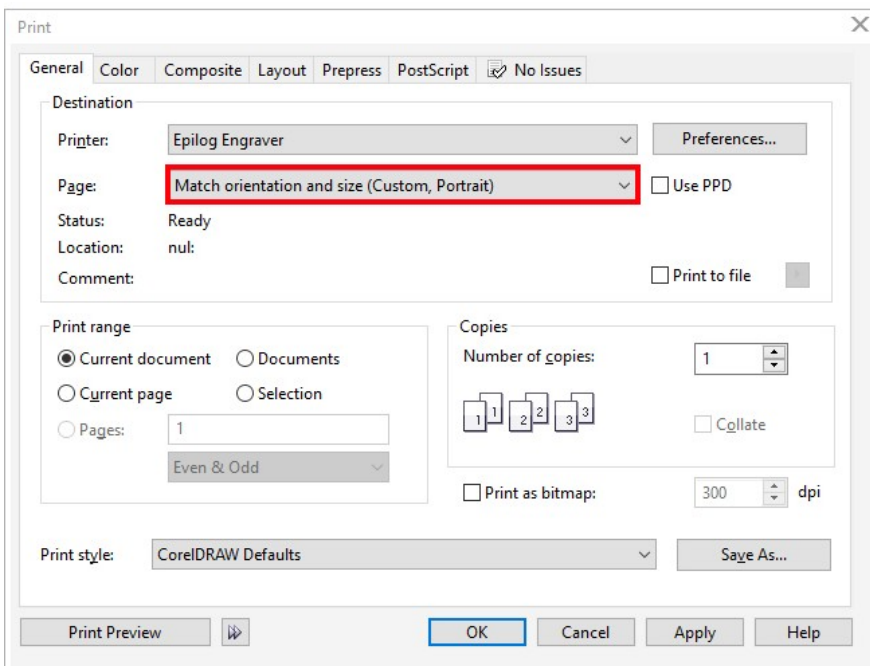 Print
General Color Composite Layout Prepress PostScript No Issues
Destination
Printer: Epilog Engraver Preferences...
Page: Match orientation and size (Custom, Portrait) Use PPD
Status: Ready
Location: nul:
Comment: Print to file
Print range
Current document Documents
Current page Selection
Pages: 1
Even & Odd
Copies
Number of copies: 1
1 1 2 2 3 3
Collate
Print as bitmap: 300 dpi
Print style: CorelDRAW Defaults Save As...
Print Preview OK Cancel Apply Help